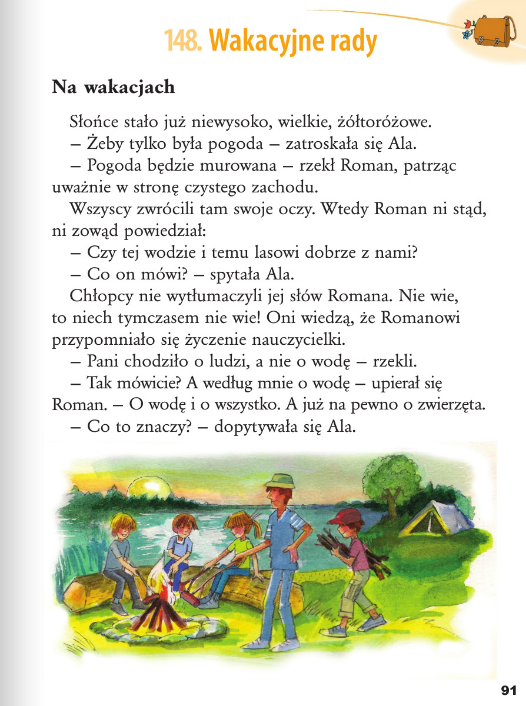 148. Wakacyjne rady
Na wakacjach
Słońce stało już niewysoko, wielkie, żółtoróżowe.
– Żeby tylko była pogoda – zatroskała się Ala.
– Pogoda będzie murowana – rzekł Roman, patrząc
uważnie w stronę czystego zachodu.
Wszyscy zwrócili tam swoje oczy. Wtedy Roman ni stąd,
ni zowąd powiedział:
– Czy tej wodzie i temu lasowi dobrze z nami?
– Co on mówi? – spytała Ala.
Chłopcy nie wytłumaczyli jej słów Romana. Nie wie,
to niech tymczasem nie wie! Oni wiedzą, że Romanowi
przypomniało się życzenie nauczycielki.
– Pani chodziło o ludzi, a nie o wodę – rzekli.
– Tak mówicie? A według mnie o wodę – upierał się
Roman. – O wodę i o wszystko. A już na pewno o zwierzęta.
– Co to znaczy? – dopytywała się Ala.
91